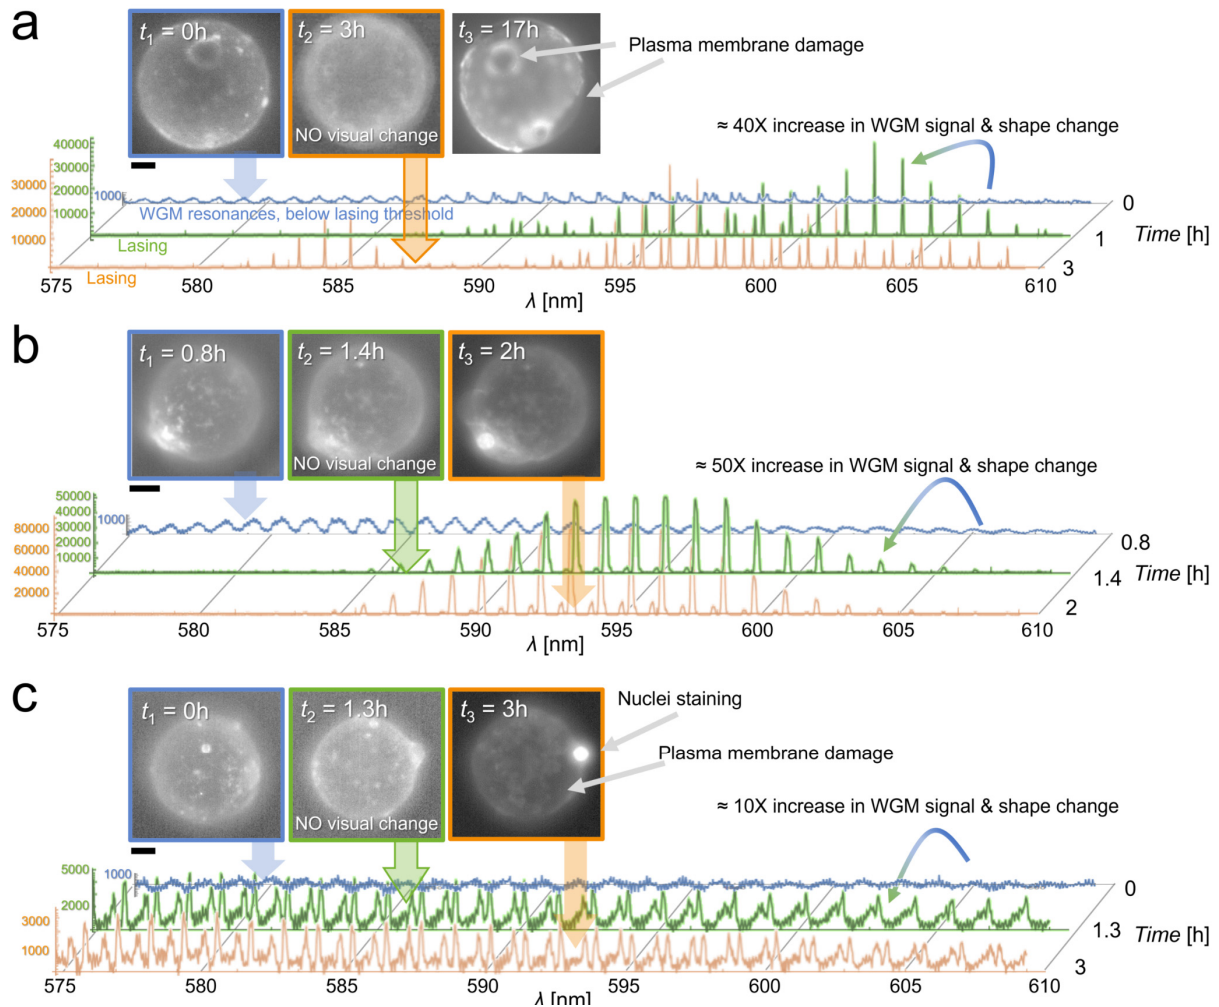 a
t1 = 0h
t2 = 3h
NO visual change
t3 = 17h
Plasma membrane damage
≈ 40X increase in WGM signal & shape change
40000
30000
20000
10000
30000
20000
10000
1000
WGM resonances, below lasing threshold
Lasing
Lasing
0
1
3
Time [h]
575 580 585 590 595 600 605 610
λ [nm]
b
t1 = 0.8h
t2 = 1.4h
NO visual change
t3 = 2h
≈ 50X increase in WGM signal & shape change
50000
40000
30000
20000
10000
80000
60000
40000
20000
1000
0.8
1.4
2
Time [h]
575 580 585 590 595 600 605 610
λ [nm]
c
t1 = 0h
t2 = 1.3h
NO visual change
t3 = 3h
Nuclei staining
Plasma membrane damage
≈ 10X increase in WGM signal & shape change
5000
2000
3000
1000
1000
0
1.3
3
Time [h]
575 580 585 590 595 600 605 610
λ [nm]